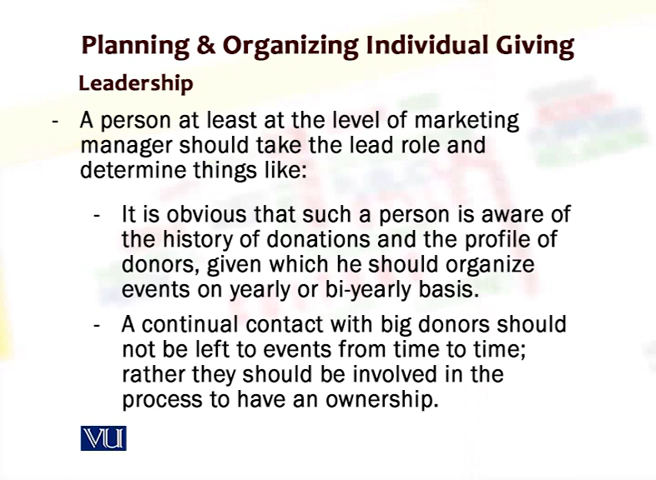 Planning & Organizing Individual Giving
Leadership
- A person at least at the level of marketing
manager should take the lead role and
determine things like:
- It is obvious that such a person is aware of
the history of donations and the profile of
donors, given which he should organize
events on yearly or bi-yearly basis.
- A continual contact with big donors should
not be left to events from time to time;
rather they should be involved in the
process to have an ownership.
VU